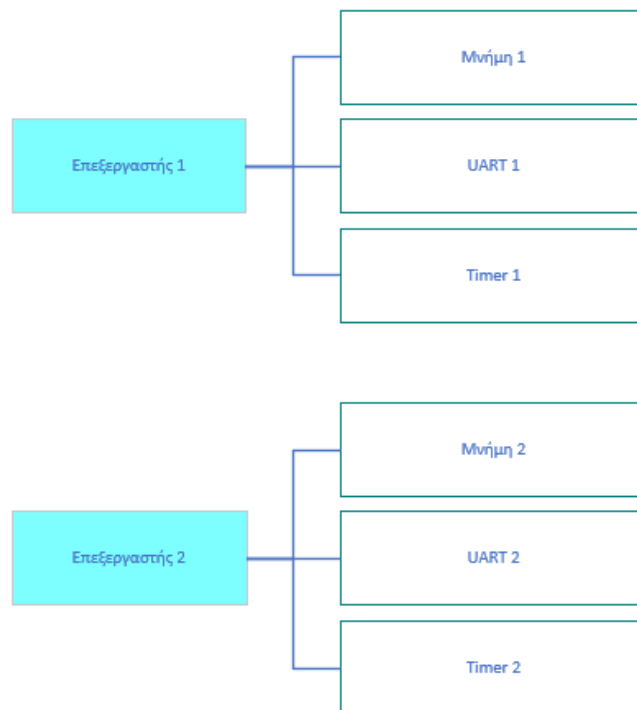 Μνήμη 1
Επεξεργαστής 1
UART 1
Timer 1
Μνήμη 2
Επεξεργαστής 2
UART 2
Timer 2